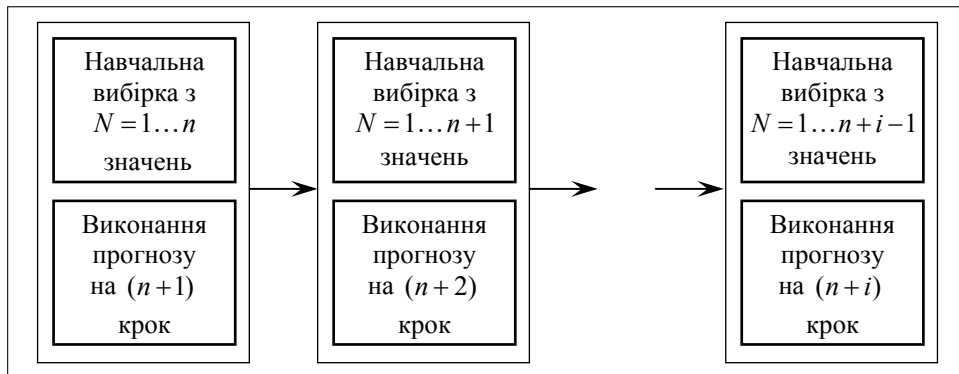 Навчальна
вибірка з
N = 1…n
значень
Виконання
прогнозу
на (n+1)
крок
Навчальна
вибірка з
N = 1…n+1
значень
Виконання
прогнозу
на (n+2)
крок
Навчальна
вибірка з
N = 1…n+i−1
значень
Виконання
прогнозу
на (n+i)
крок